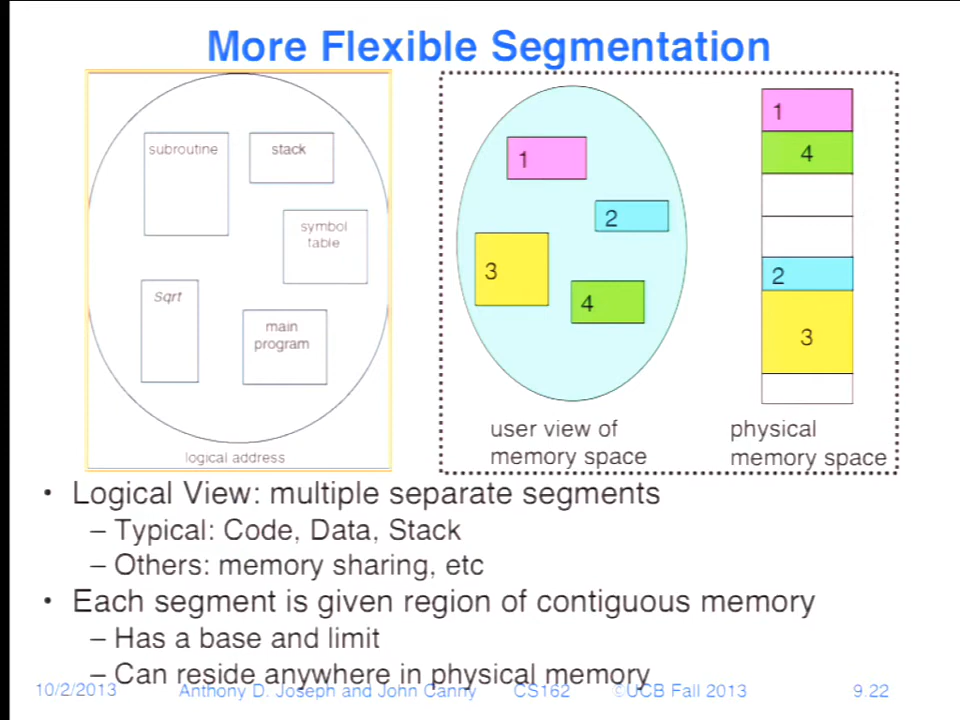 More Flexible Segmentation
subroutine
stack
symbol
table
Sqrt
main
program
logical address
1
2
3
4
user view of
memory space
1
4
2
3
physical
memory space
• Logical View: multiple separate segments
– Typical: Code, Data, Stack
– Others: memory sharing, etc
• Each segment is given region of contiguous memory
– Has a base and limit
– Can reside anywhere in physical memory
10/2/2013 Anthony D. Joseph and John Canny CS162 ©UCB Fall 2013 9.22